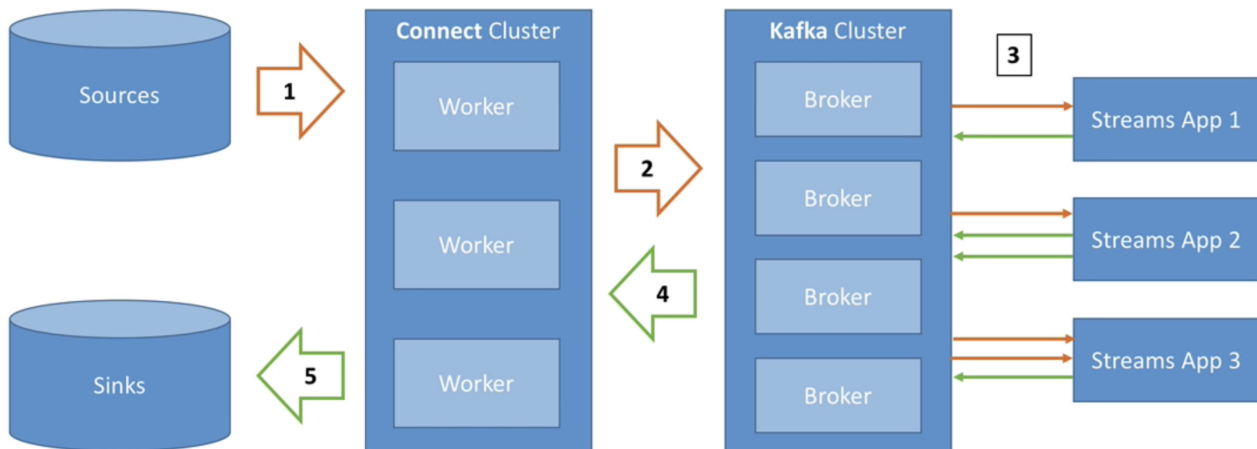 Sources
1
Connect Cluster
Worker
Worker
Worker
2
4
Kafka Cluster
Broker
Broker
Broker
Broker
3
Streams App 1
Streams App 2
Streams App 3
Sinks
5